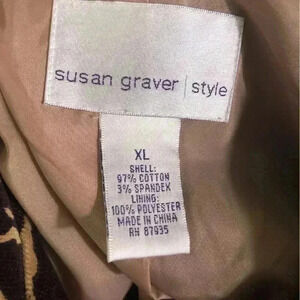 susan graver | style
XL
SHELL:
97% COTTON
3% SPANDEX
LINING:
100% POLYESTER
MADE IN CHINA
RN 87935